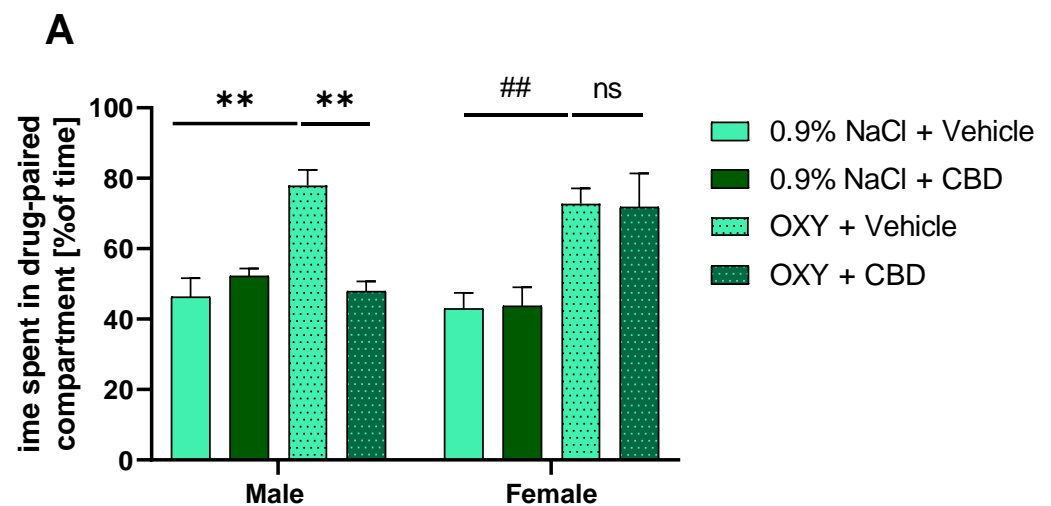 A
** ** ## ns
ime spent in drug-paired
compartment [%of time]
100
80
60
40
20
0
Male Female
0.9% NaCl + Vehicle
0.9% NaCl + CBD
OXY + Vehicle
OXY + CBD